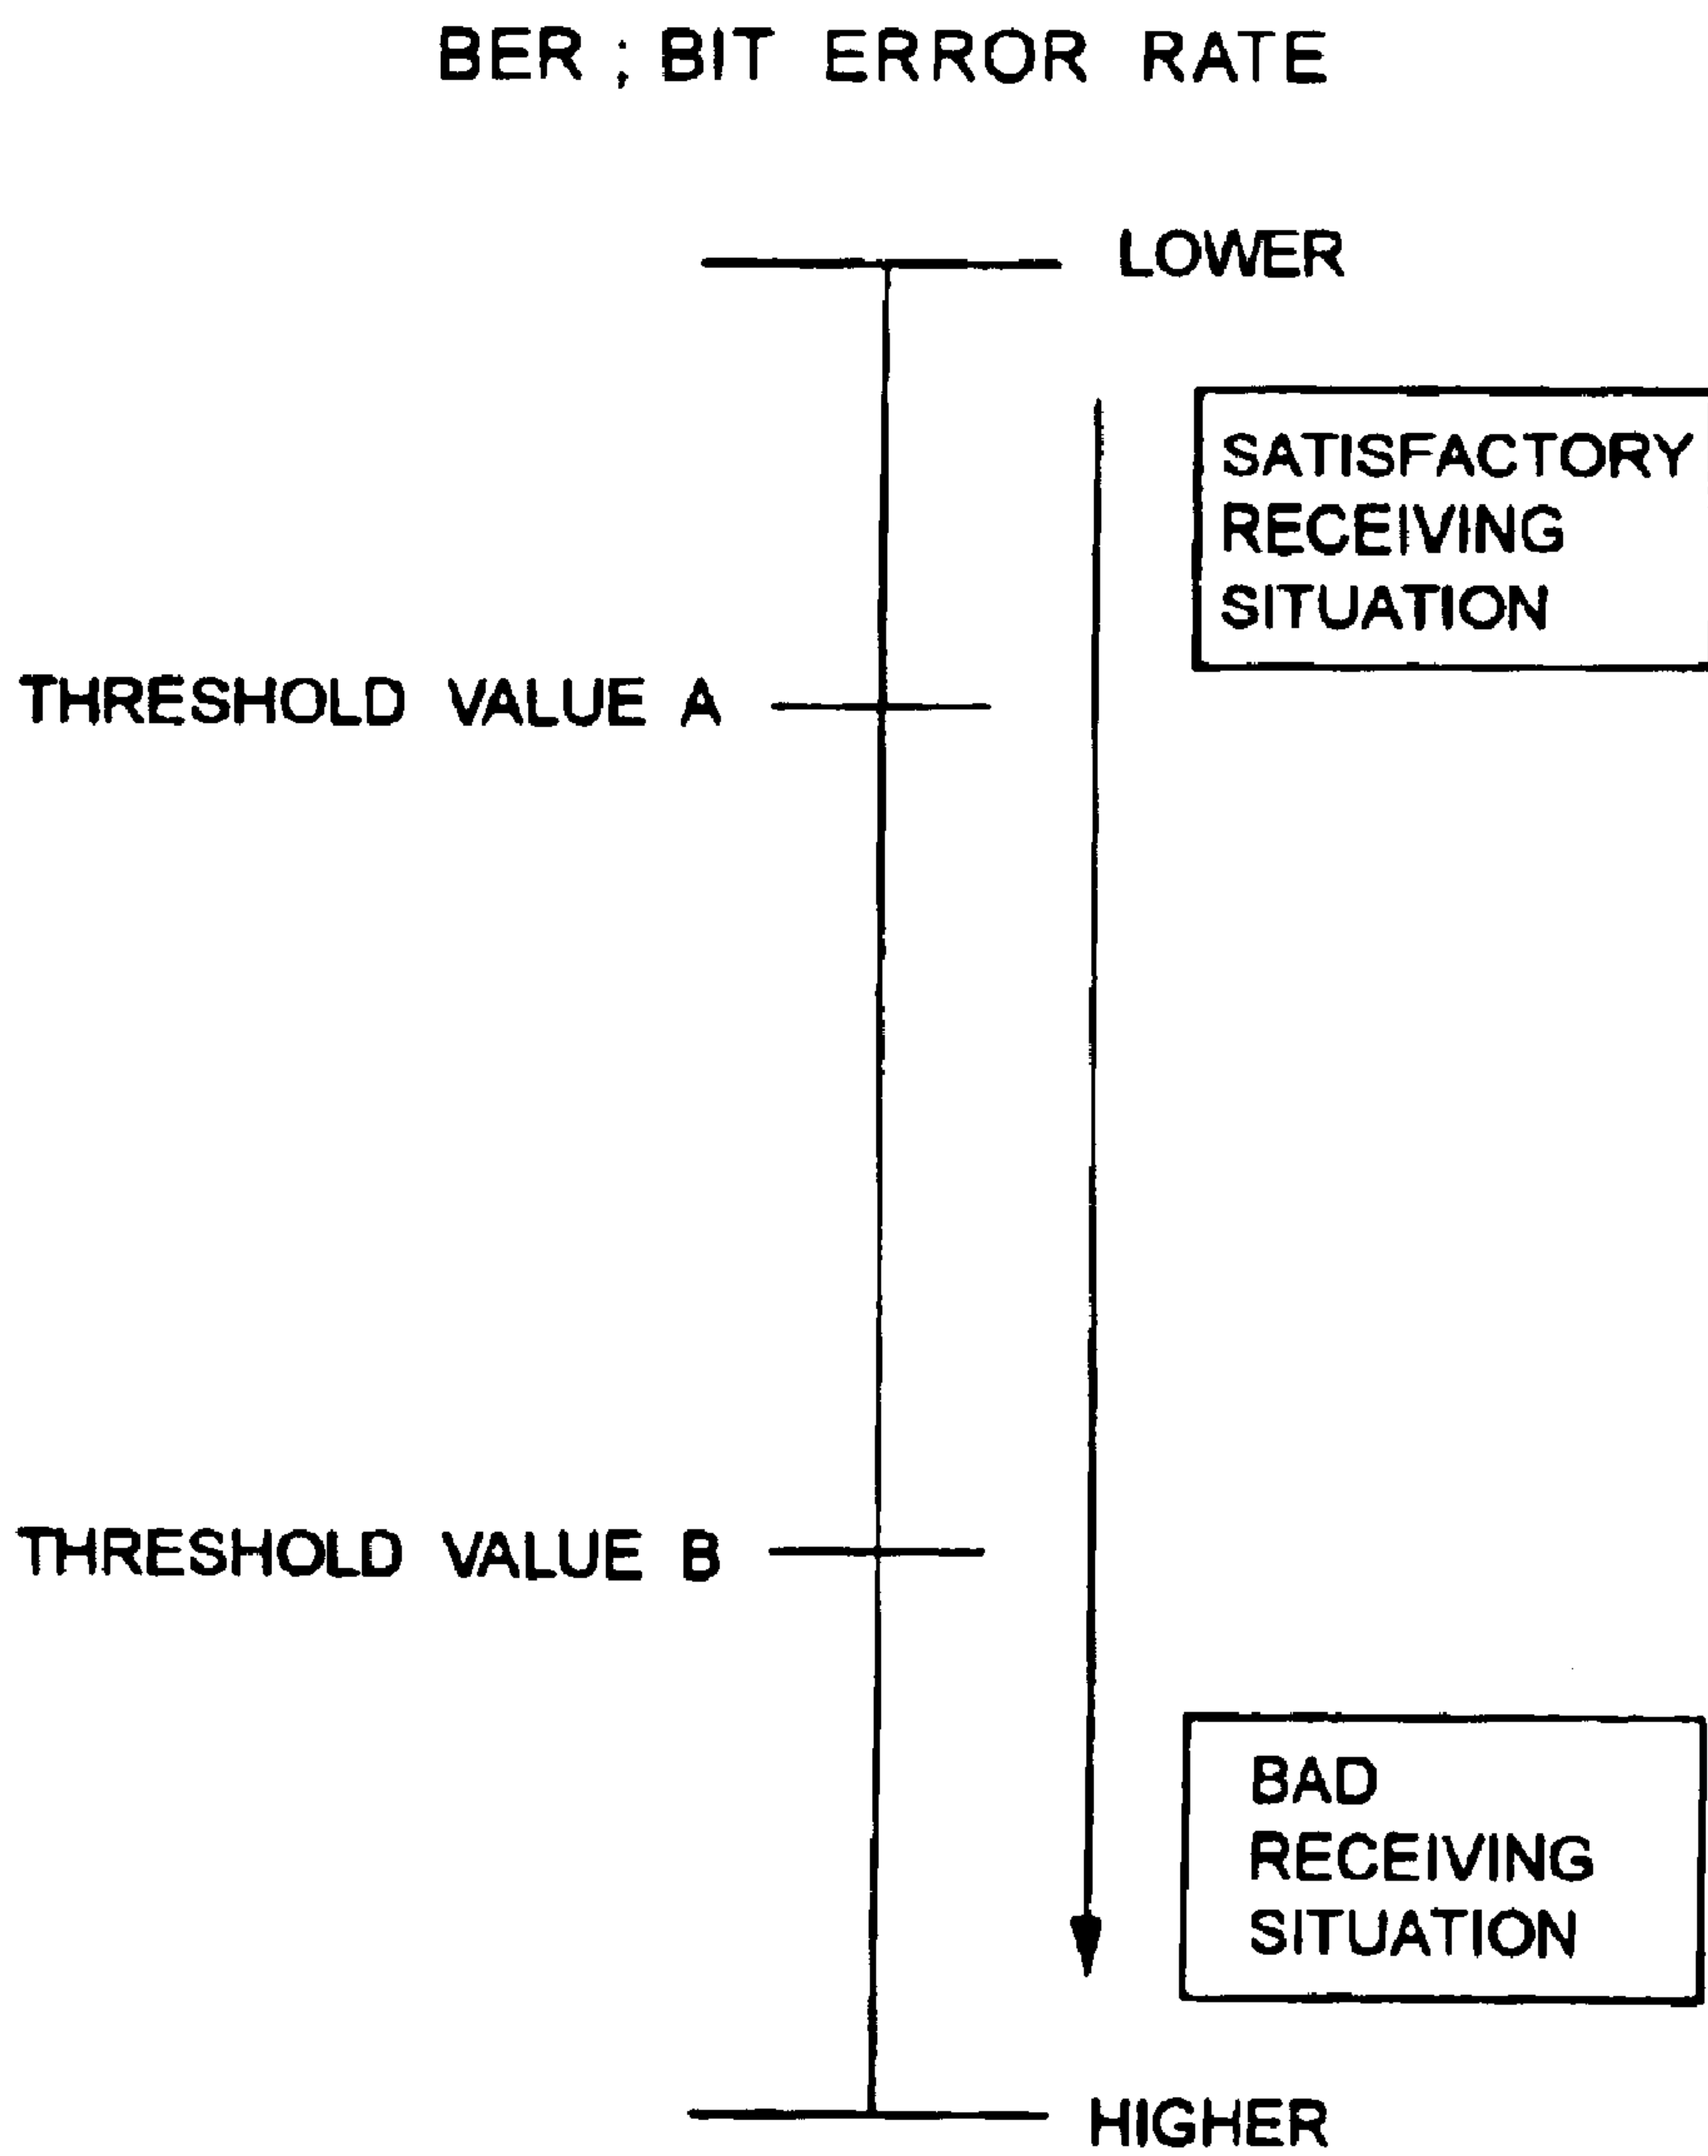 BER ; BIT ERROR RATE
LOWER
SATISFACTORY
RECEIVING
SITUATION
THRESHOLD VALUE A
THRESHOLD VALUE B
BAD
RECEIVING
SITUATION
HIGHER